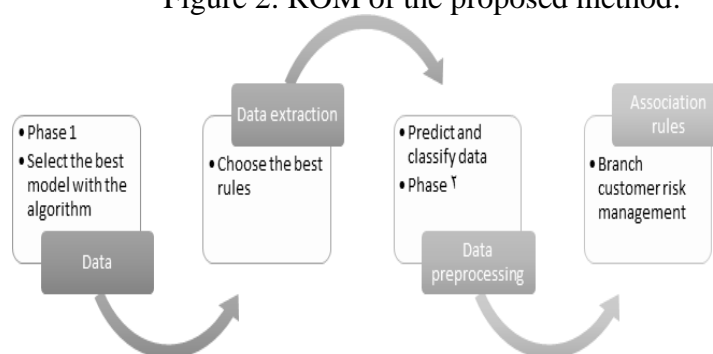 Figure 2: ROM of the proposed method.
• Phase 1
• Select the best
model with the
algorithm
Data
Data extraction
• Choose the best
rules
• Predict and
classify data
• Phase ٢
Data
preprocessing
Association
rules
• Branch
customer risk
management